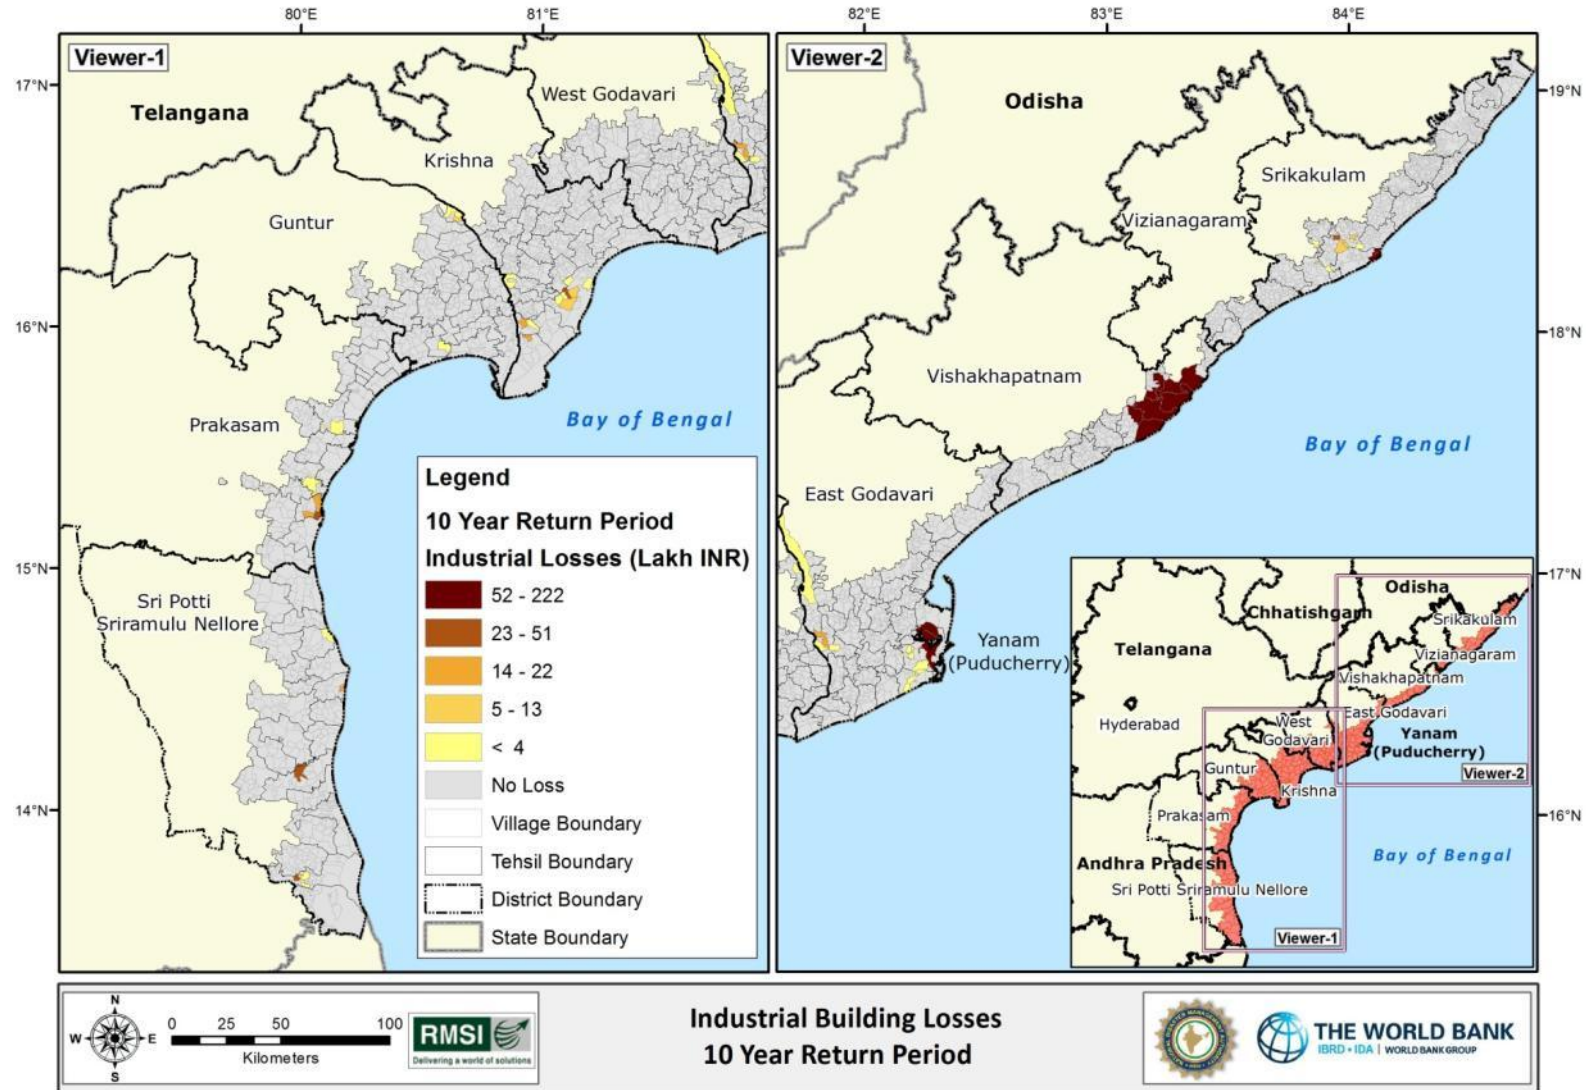 80°E
81°E
82°E
83°E
84°E
Viewer-1
17°N
Telangana
West Godavari
Krishna
Guntur
16°N
Prakasam
Bay of Bengal
15°N
Sri Potti
Sriramulu Nellore
14°N
Legend
10 Year Return Period
Industrial Losses (Lakh INR)
52 - 222
23 - 51
14 - 22
5 - 13
< 4
No Loss
Village Boundary
Tehsil Boundary
District Boundary
State Boundary
Viewer-2
Odisha
19°N
Srikakulam
Vizianagaram
18°N
Vishakhapatnam
Bay of Bengal
East Godavari
17°N
Yanam
(Puducherry)
16°N
Odisha
Chhatishgarh
Srikakulam
Telangana
Vizianagaram
Vishakhapatnam
Hyderabad
West
Godavari
East Godavari
Yanam
(Puducherry)
Viewer-2
Guntur
Krishna
Prakasam
Andhra Pradesh
Bay of Bengal
Sri Potti Sriramulu Nellore
Viewer-1
N
W
E
S
0 25 50 100
Kilometers
RMSI
Delivering a world of solutions
Industrial Building Losses
10 Year Return Period
THE WORLD BANK
IBRD • IDA | WORLD BANK GROUP